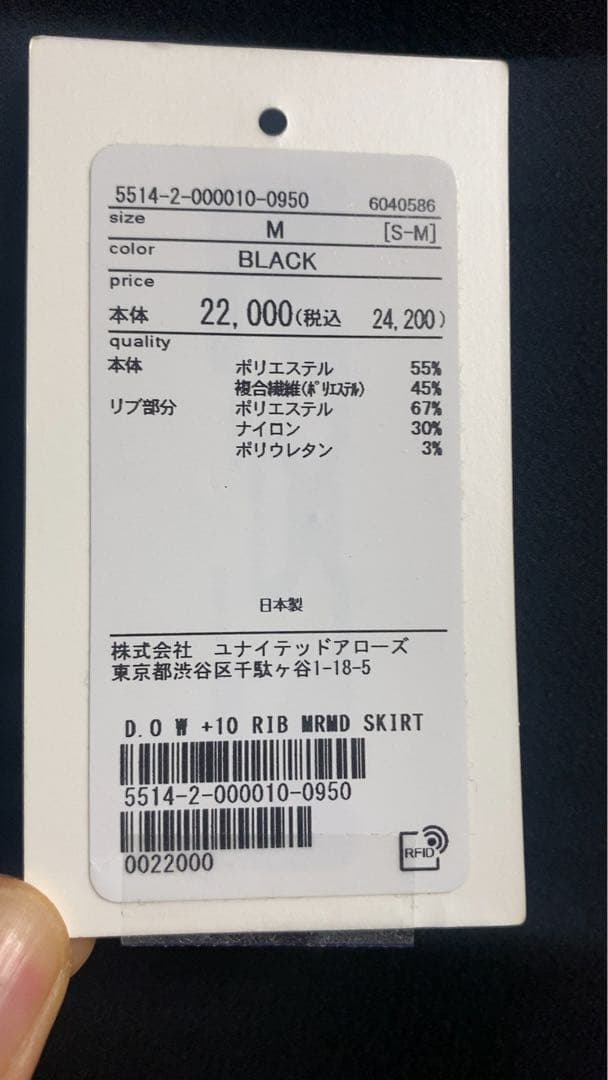 5514-2-000010-0950 6040586
size M [S-M]
color BLACK
price
本体 22,000(税込 24,200)
quality
本体 ポリエステル 55%
複合繊維(ﾎﾟﾘｴｽﾃﾙ) 45%
リブ部分 ポリエステル 67%
ナイロン 30%
ポリウレタン 3%
日本製
株式会社 ユナイテッドアローズ
東京都渋谷区千駄ヶ谷1-18-5
D.O W +10 RIB MRMD SKIRT
5514-2-000010-0950
0022000
RFID